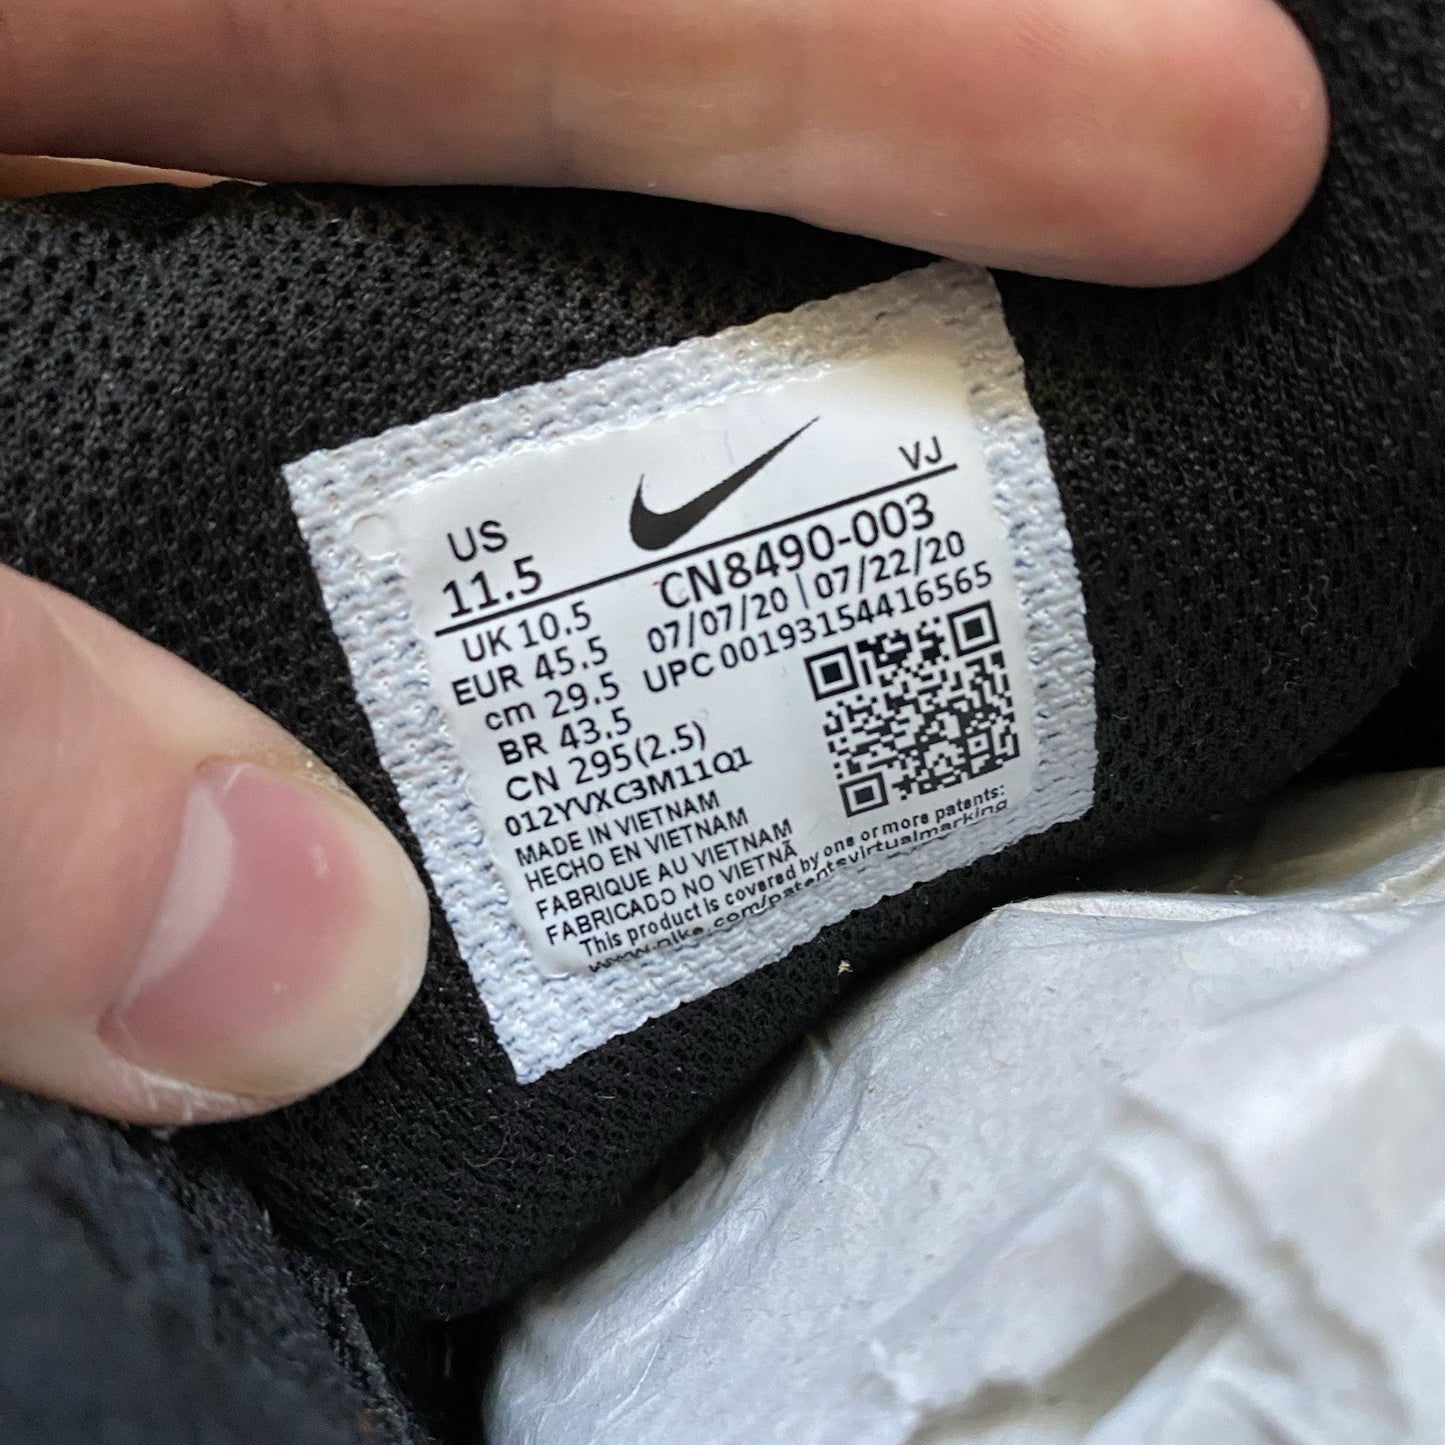 VJ
US
11.5
CN8490-003
UK 10.5
07/07/20 | 07/22/20
EUR 45.5
UPC 00193154416565
cm 29.5
BR 43.5
CN 295(2.5)
012YVXC3M11Q1
MADE IN VIETNAM
HECHO EN VIETNAM
FABRIQUE AU VIETNAM
FABRICADO NO VIETNÃ
This product is covered by one or more patents:
www.nike.com/patentsvirtualmarking